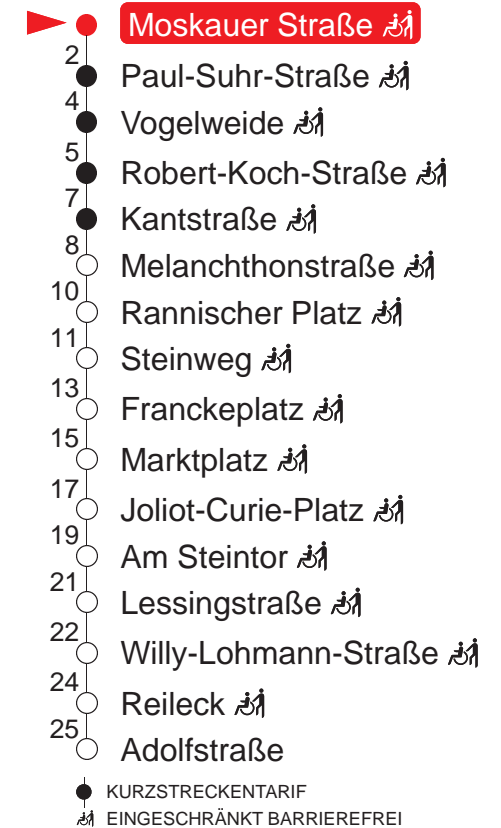 Moskauer Straße
2
Paul-Suhr-Straße
4
Vogelweide
5
Robert-Koch-Straße
7
Kantstraße
8
Melanchthonstraße
10
Rannischer Platz
11
Steinweg
13
Franckeplatz
15
Marktplatz
17
Joliot-Curie-Platz
19
Am Steintor
21
Lessingstraße
22
Willy-Lohmann-Straße
24
Reileck
25
Adolfstraße
KURZSTRECKENTARIF
EINGESCHRÄNKT BARRIEREFREI